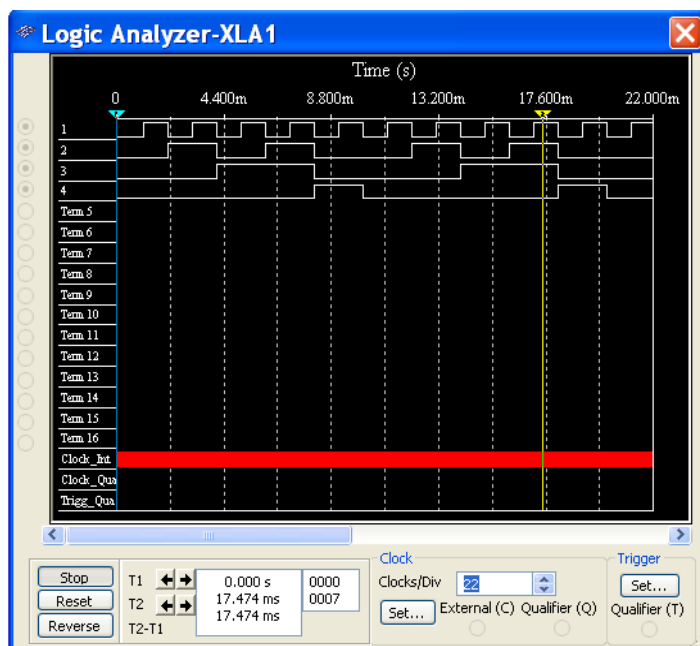 Logic Analyzer-XLA1
Time (s)
0 4.400m 8.800m 13.200m 17.600m 22.000m
1
2
3
4
Term 5
Term 6
Term 7
Term 8
Term 9
Term 10
Term 11
Term 12
Term 13
Term 14
Term 15
Term 16
Clock_Int
Clock_Qua
Trigg_Qua
Stop
Reset
Reverse
T1
T2
T2-T1
0.000 s
17.474 ms
17.474 ms
0000
0007
Clock
Clocks/Div 22
Set... External (C) Qualifier (Q)
Trigger
Set...
Qualifier (T)